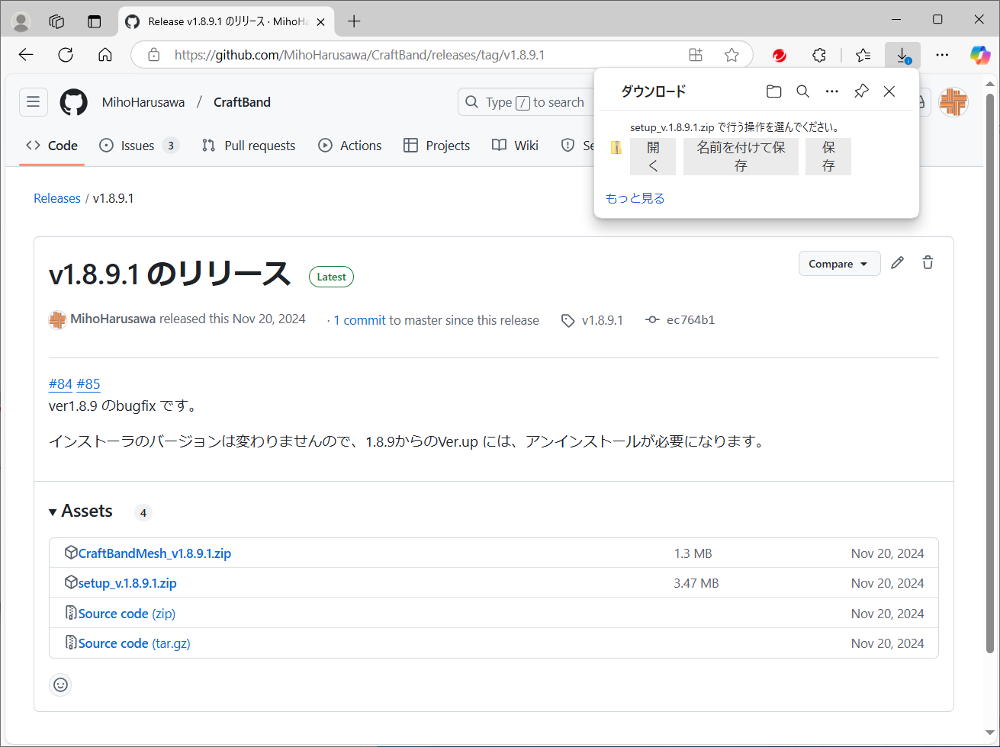 Release v1.8.9.1 のリリース · MihoHa
https://github.com/MihoHarusawa/CraftBand/releases/tag/v1.8.9.1
MihoHarusawa / CraftBand
Type / to search
Code Issues 3 Pull requests Actions Projects Wiki Se
ダウンロード
setup_v.1.8.9.1.zip で行う操作を選んでください。
開く 名前を付けて保存 保存
もっと見る
Releases / v1.8.9.1
v1.8.9.1 のリリース Latest
Compare
MihoHarusawa released this Nov 20, 2024 · 1 commit to master since this release v1.8.9.1 ec764b1
#84 #85
ver1.8.9 のbugfix です。
インストーラのバージョンは変わりませんので、1.8.9からのVer.up には、アンインストールが必要になります。
Assets 4
CraftBandMesh_v1.8.9.1.zip 1.3 MB Nov 20, 2024
setup_v.1.8.9.1.zip 3.47 MB Nov 20, 2024
Source code (zip) Nov 20, 2024
Source code (tar.gz) Nov 20, 2024